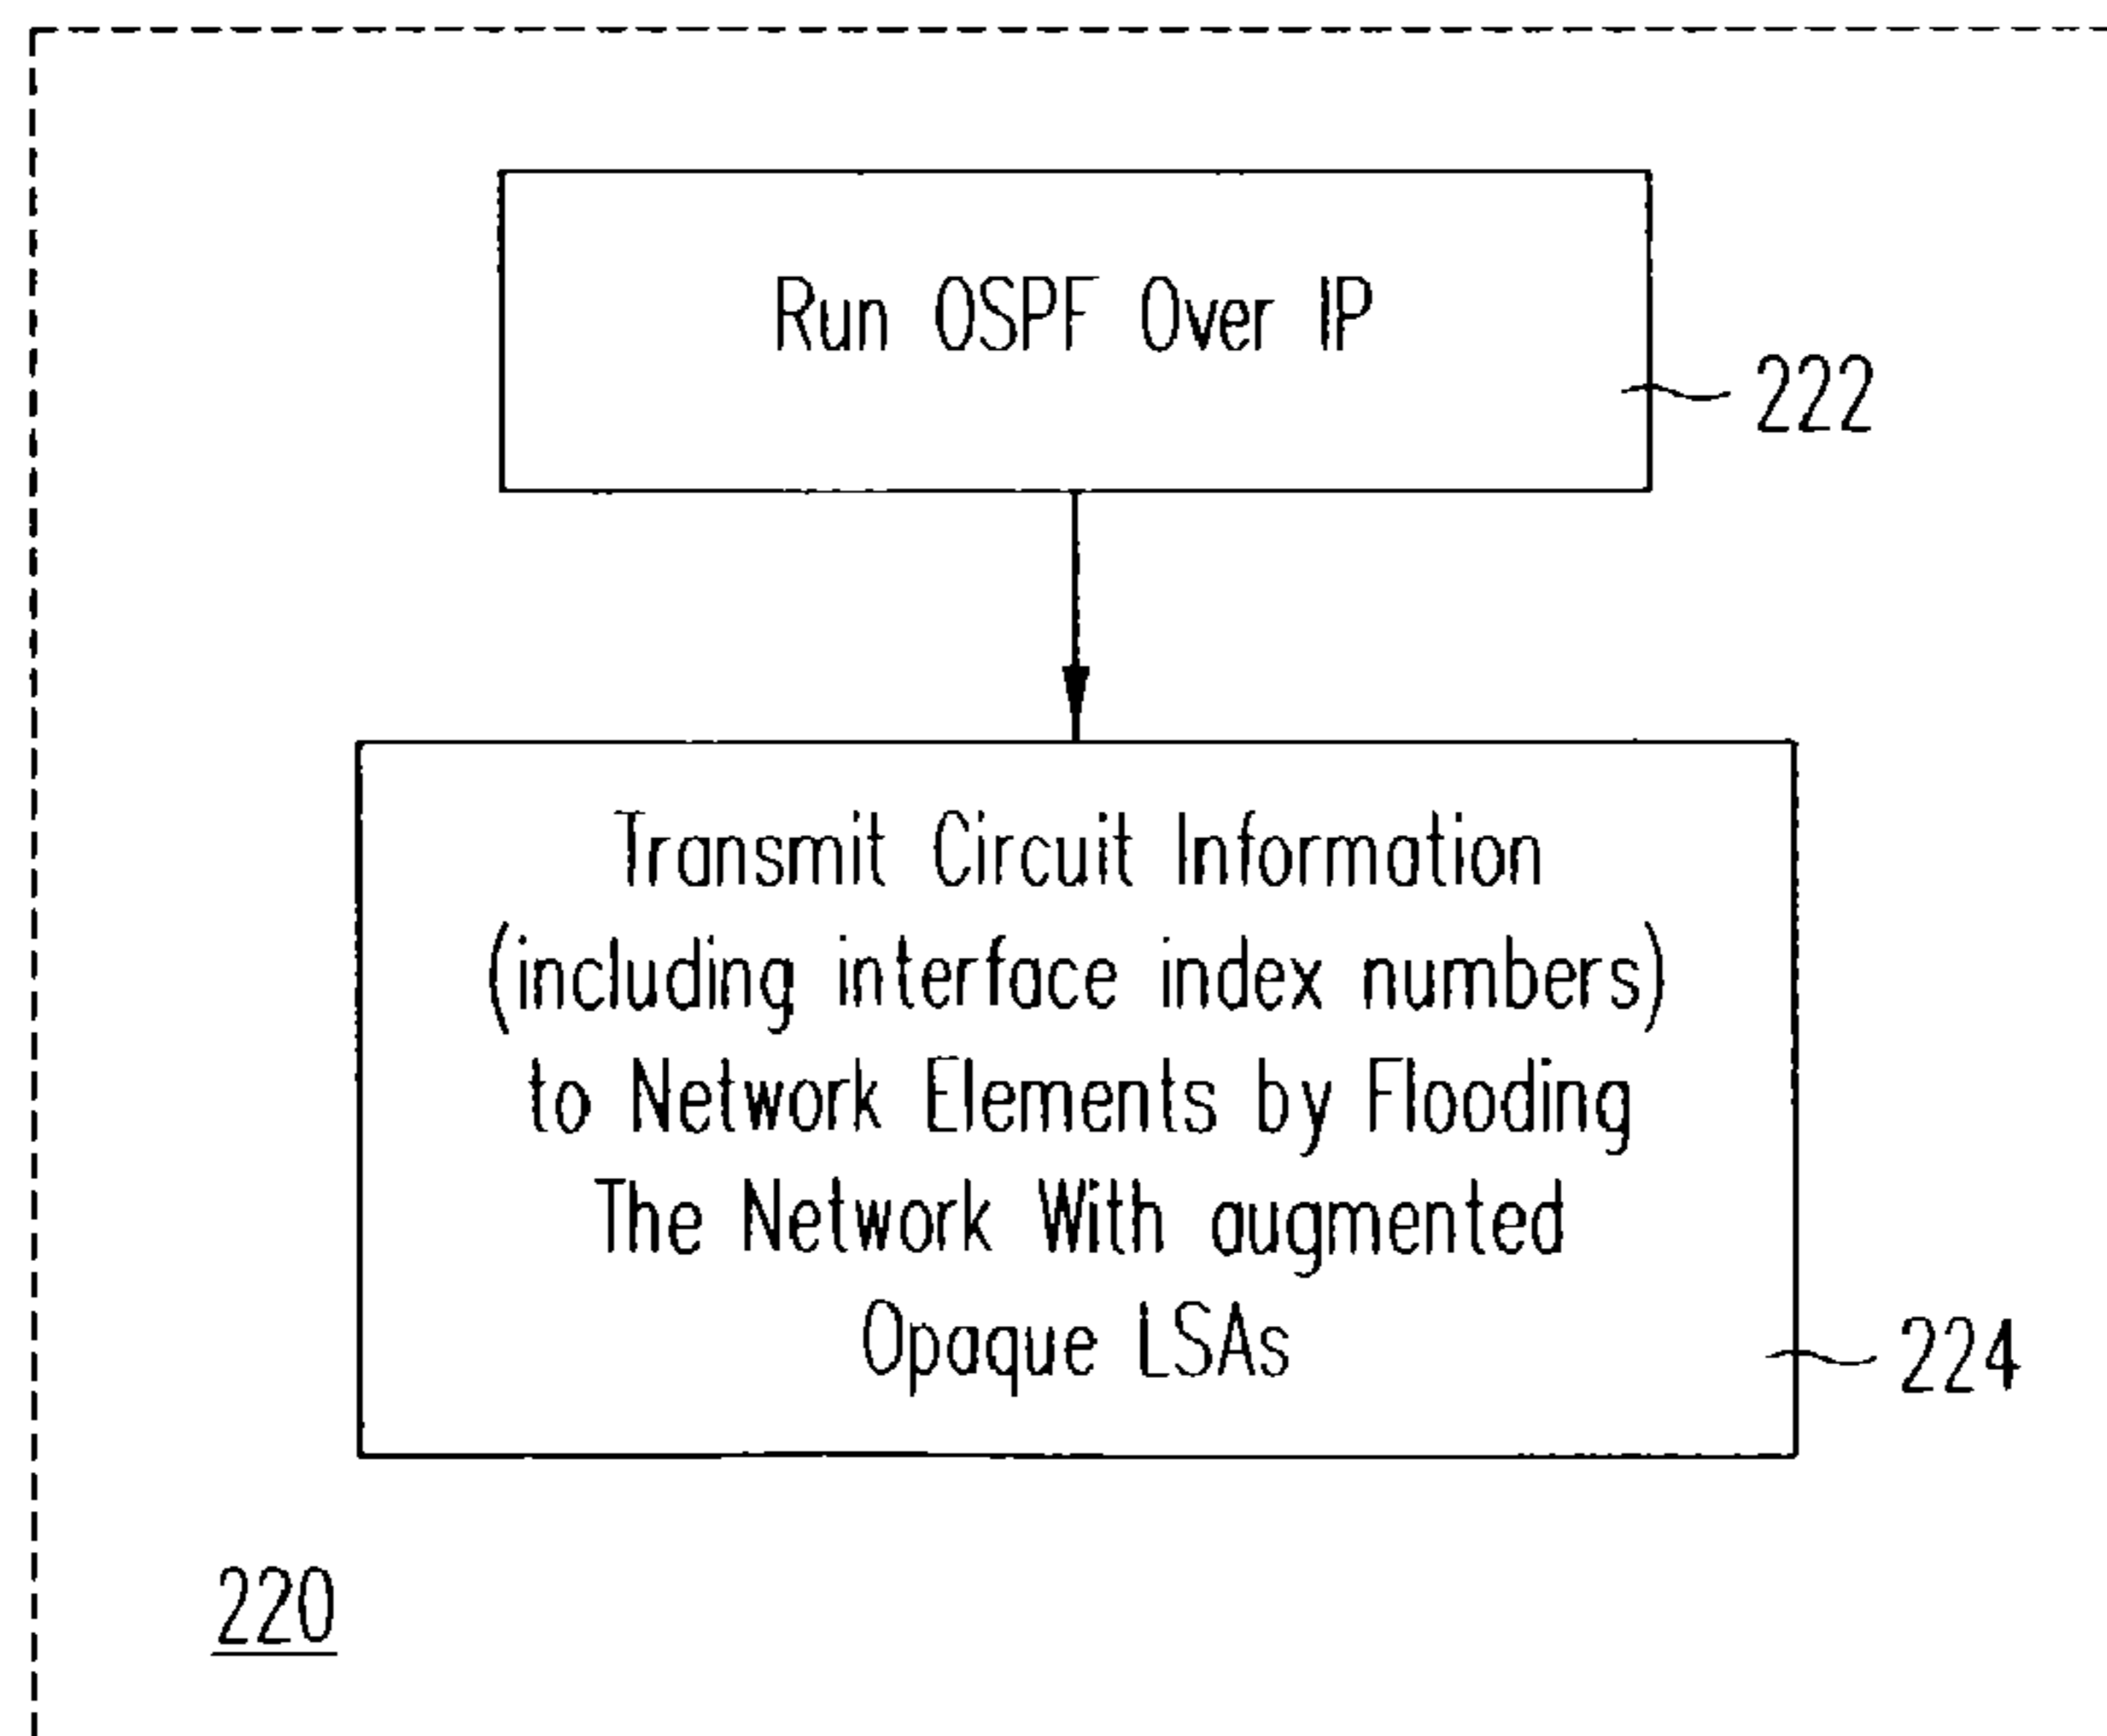 Run OSPF Over IP
222
Transmit Circuit Information
(including interface index numbers)
to Network Elements by Flooding
The Network With augmented
Opaque LSAs
224
220